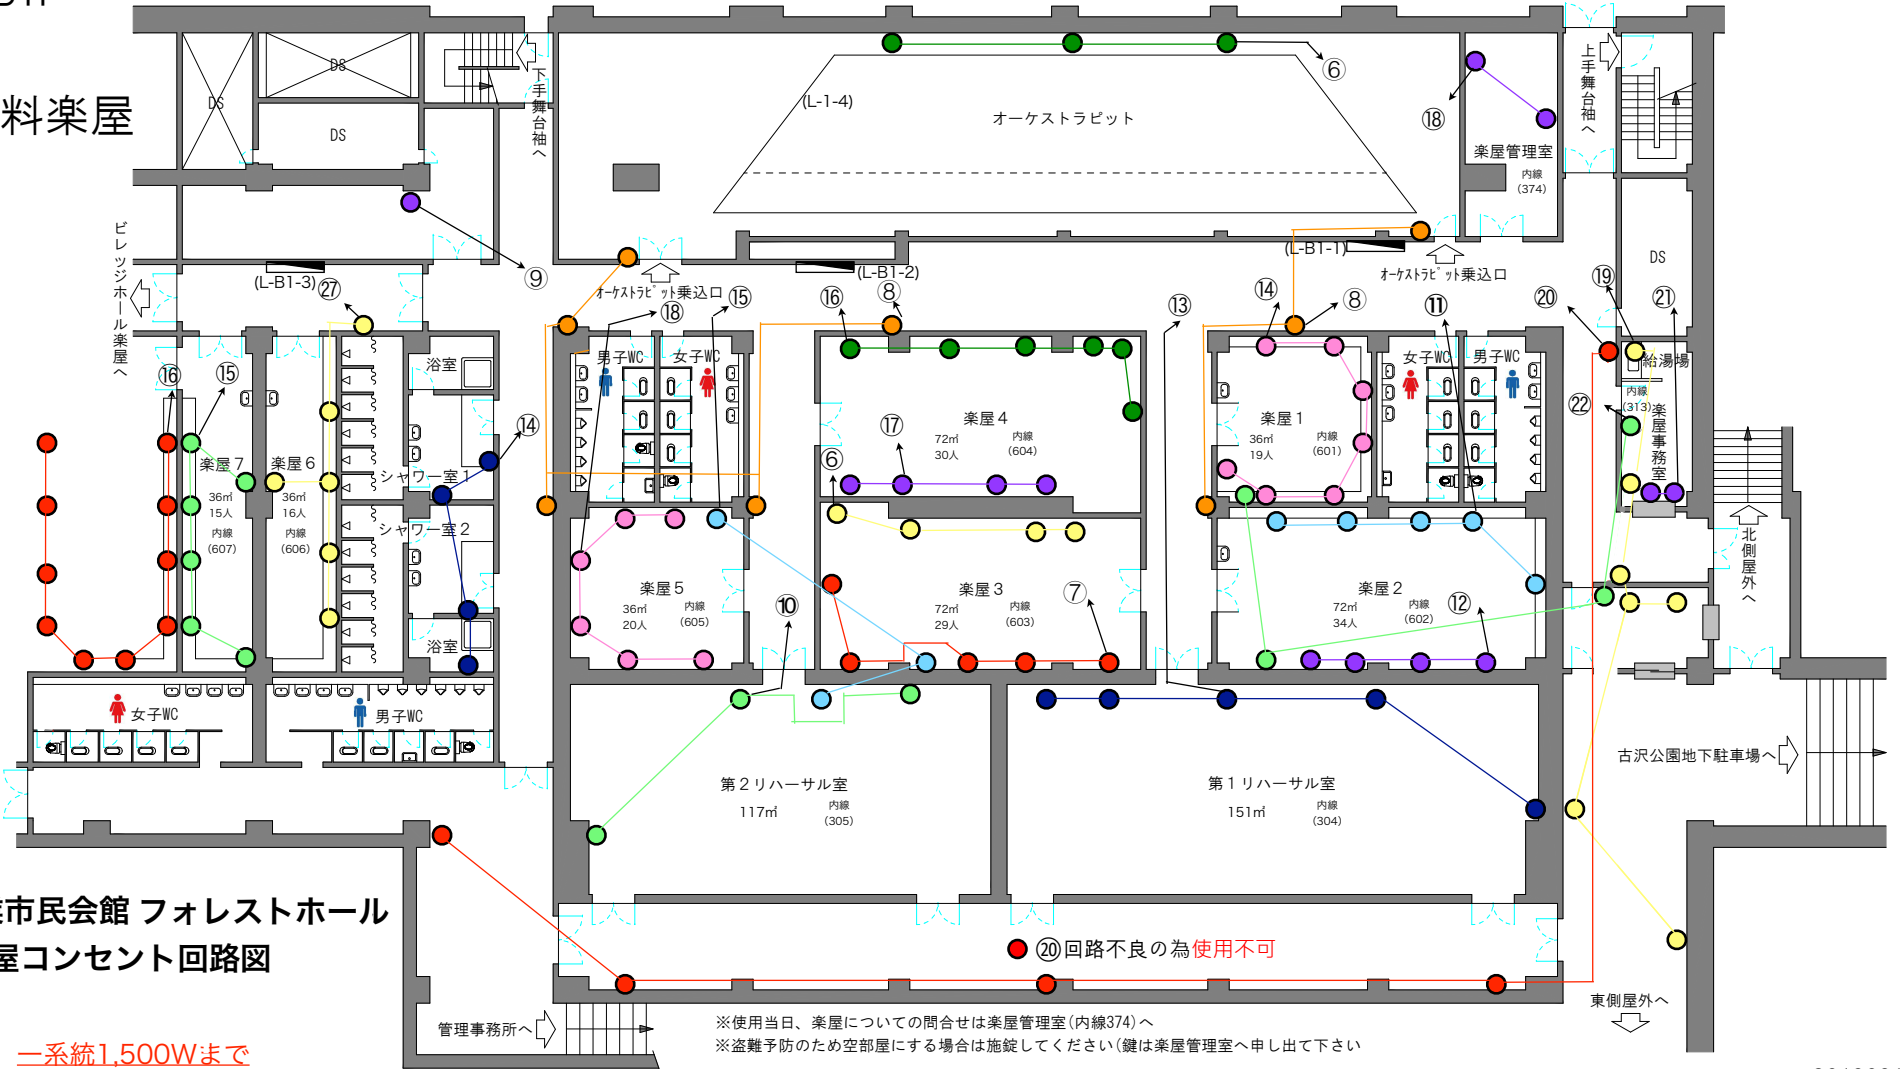 料楽屋
DS
DS
DS
下手舞台袖へ
(L-1-4)
オーケストラピット
⑥
⑱
楽屋管理室
内線
(374)
上手舞台袖へ
DS
ビレッジホール楽屋へ
⑨
(L-B1-3)
㉗
オーケストラピット乗込口
(L-B1-2)
⑧
(L-B1-1)
オーケストラピット乗込口
⑱
⑮
⑯
⑬
⑭
⑧
⑪
⑳
⑲
㉑
⑯
⑮
浴室
男子WC
女子WC
楽屋4
72㎡
30人
内線
(604)
⑰
⑥
楽屋1
36㎡
19人
内線
(601)
女子WC
男子WC
給湯場
㉒
内線
(313)
楽屋事務室
楽屋7
36㎡
15人
内線
(607)
楽屋6
36㎡
16人
内線
(606)
シャワー室1
⑭
シャワー室2
浴室
楽屋5
36㎡
20人
内線
(605)
⑩
楽屋3
72㎡
29人
内線
(603)
⑦
楽屋2
72㎡
34人
内線
(602)
⑫
北側屋外へ
女子WC
男子WC
第2リハーサル室
117㎡
内線
(305)
第1リハーサル室
151㎡
内線
(304)
古沢公園地下駐車場へ
市民会館 フォレストホール
屋コンセント回路図
⑳回路不良の為使用不可
東側屋外へ
管理事務所へ
一系統1,500Wまで
※使用当日、楽屋についての問合せは楽屋管理室(内線374)へ
※盗難予防のため空部屋にする場合は施錠してください(鍵は楽屋管理室へ申し出て下さい